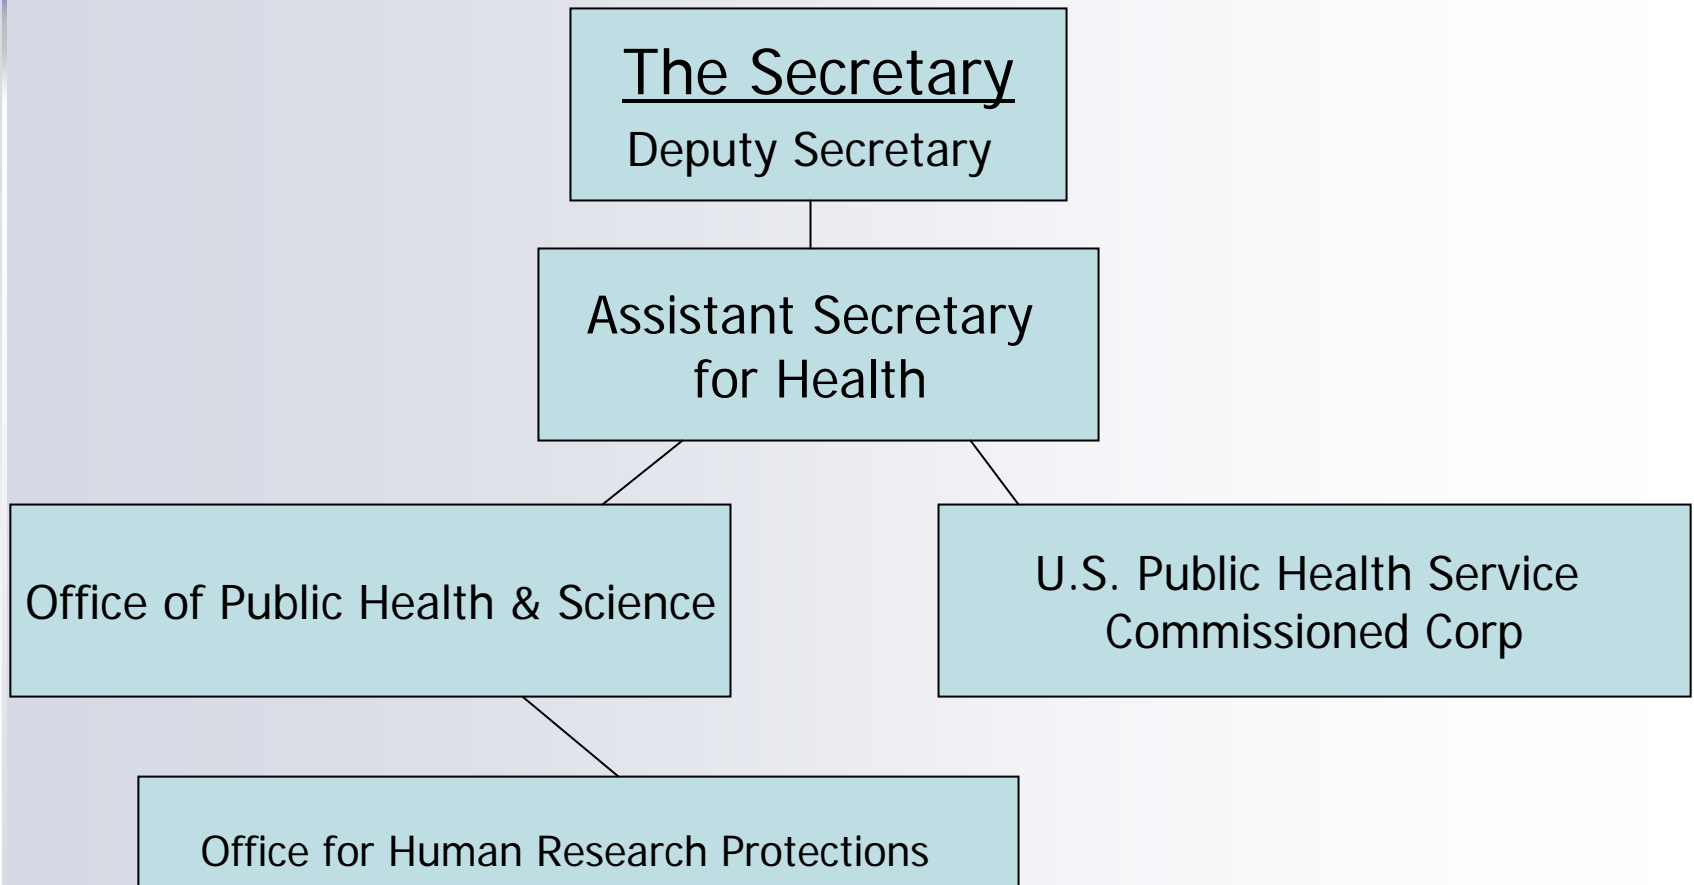 The Secretary
Deputy Secretary
Assistant Secretary
for Health
Office of Public Health & Science
U.S. Public Health Service
Commissioned Corp
Office for Human Research Protections